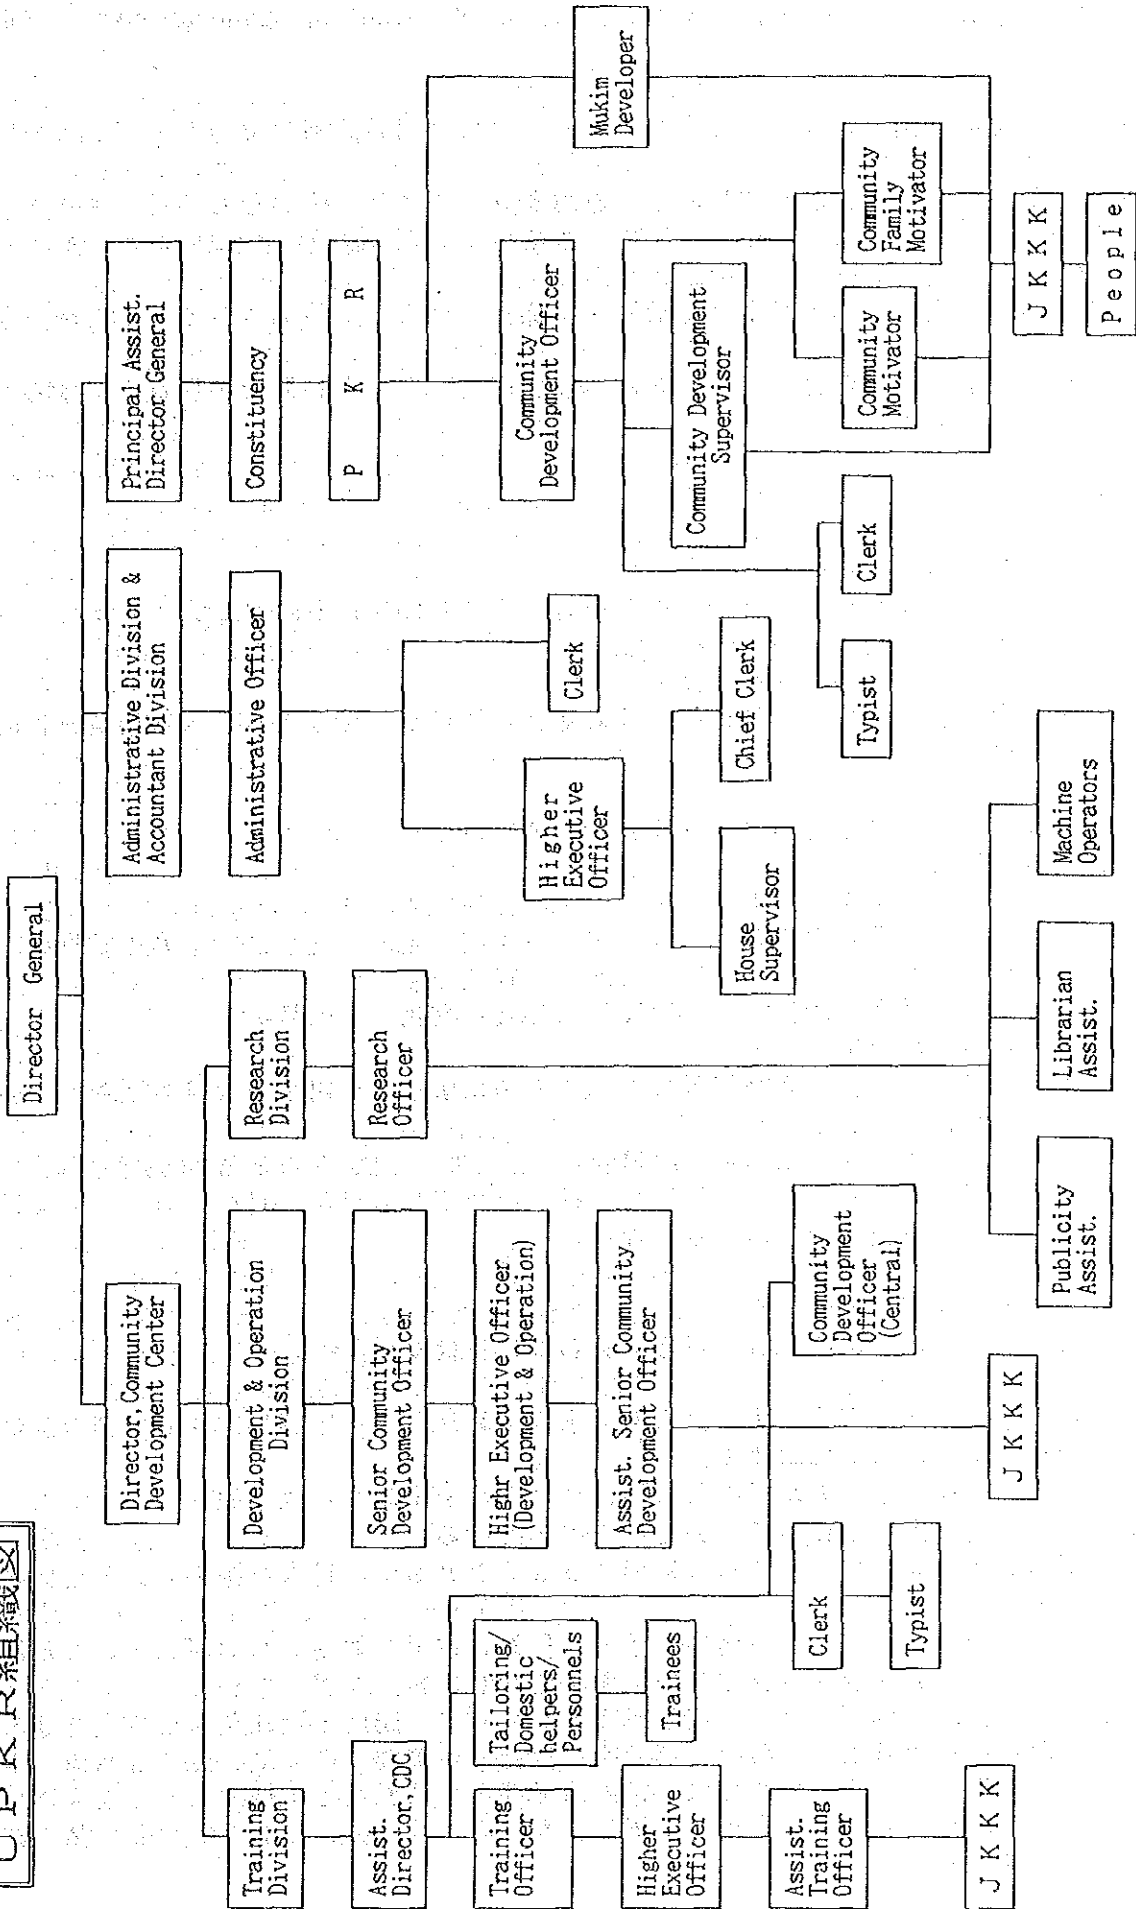 U P K R 組織図
Director General
Director, Community
Development Center
Administrative Division &
Accountant Division
Principal Assist.
Director General
Training
Division
Development & Operation
Division
Research
Division
Administrative Officer
Constituency
Assist.
Director, CDC
Senior Community
Development Officer
Research
Officer
P K R
Training
Officer
Tailoring/
Domestic
helpers/
Personnels
Highr Executive Officer
(Development & Operation)
Higher
Executive
Officer
Clerk
Community
Development Officer
Mukim
Developer
Higher
Executive
Officer
Trainees
Assist. Senior Community
Development Officer
House
Supervisor
Chief Clerk
Community Development
Supervisor
Assist.
Training
Officer
Clerk
Community
Development
Officer
(Central)
Typist
Clerk
Community
Motivator
Community
Family
Motivator
Typist
J K K K
J K K K
Publicity
Assist.
Librarian
Assist.
Machine
Operators
J K K K
People